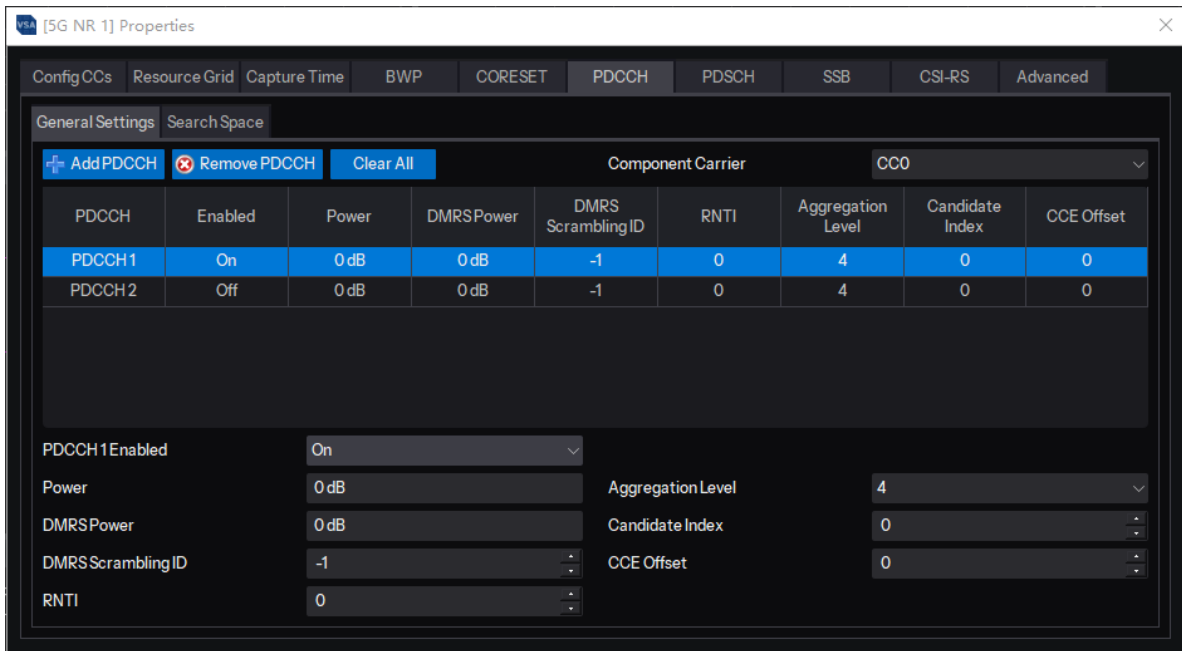 VSA [5G NR 1] Properties
Config CCs Resource Grid Capture Time BWP CORESET PDCCH PDSCH SSB CSI-RS Advanced
General Settings Search Space
Add PDCCH Remove PDCCH Clear All Component Carrier CC0
PDCCH Enabled Power DMRS Power DMRS Scrambling ID RNTI Aggregation Level Candidate Index CCE Offset
PDCCH 1 On 0 dB 0 dB -1 0 4 0 0
PDCCH 2 Off 0 dB 0 dB -1 0 4 0 0
PDCCH 1 Enabled On
Power 0 dB Aggregation Level 4
DMRS Power 0 dB Candidate Index 0
DMRS Scrambling ID -1 CCE Offset 0
RNTI 0